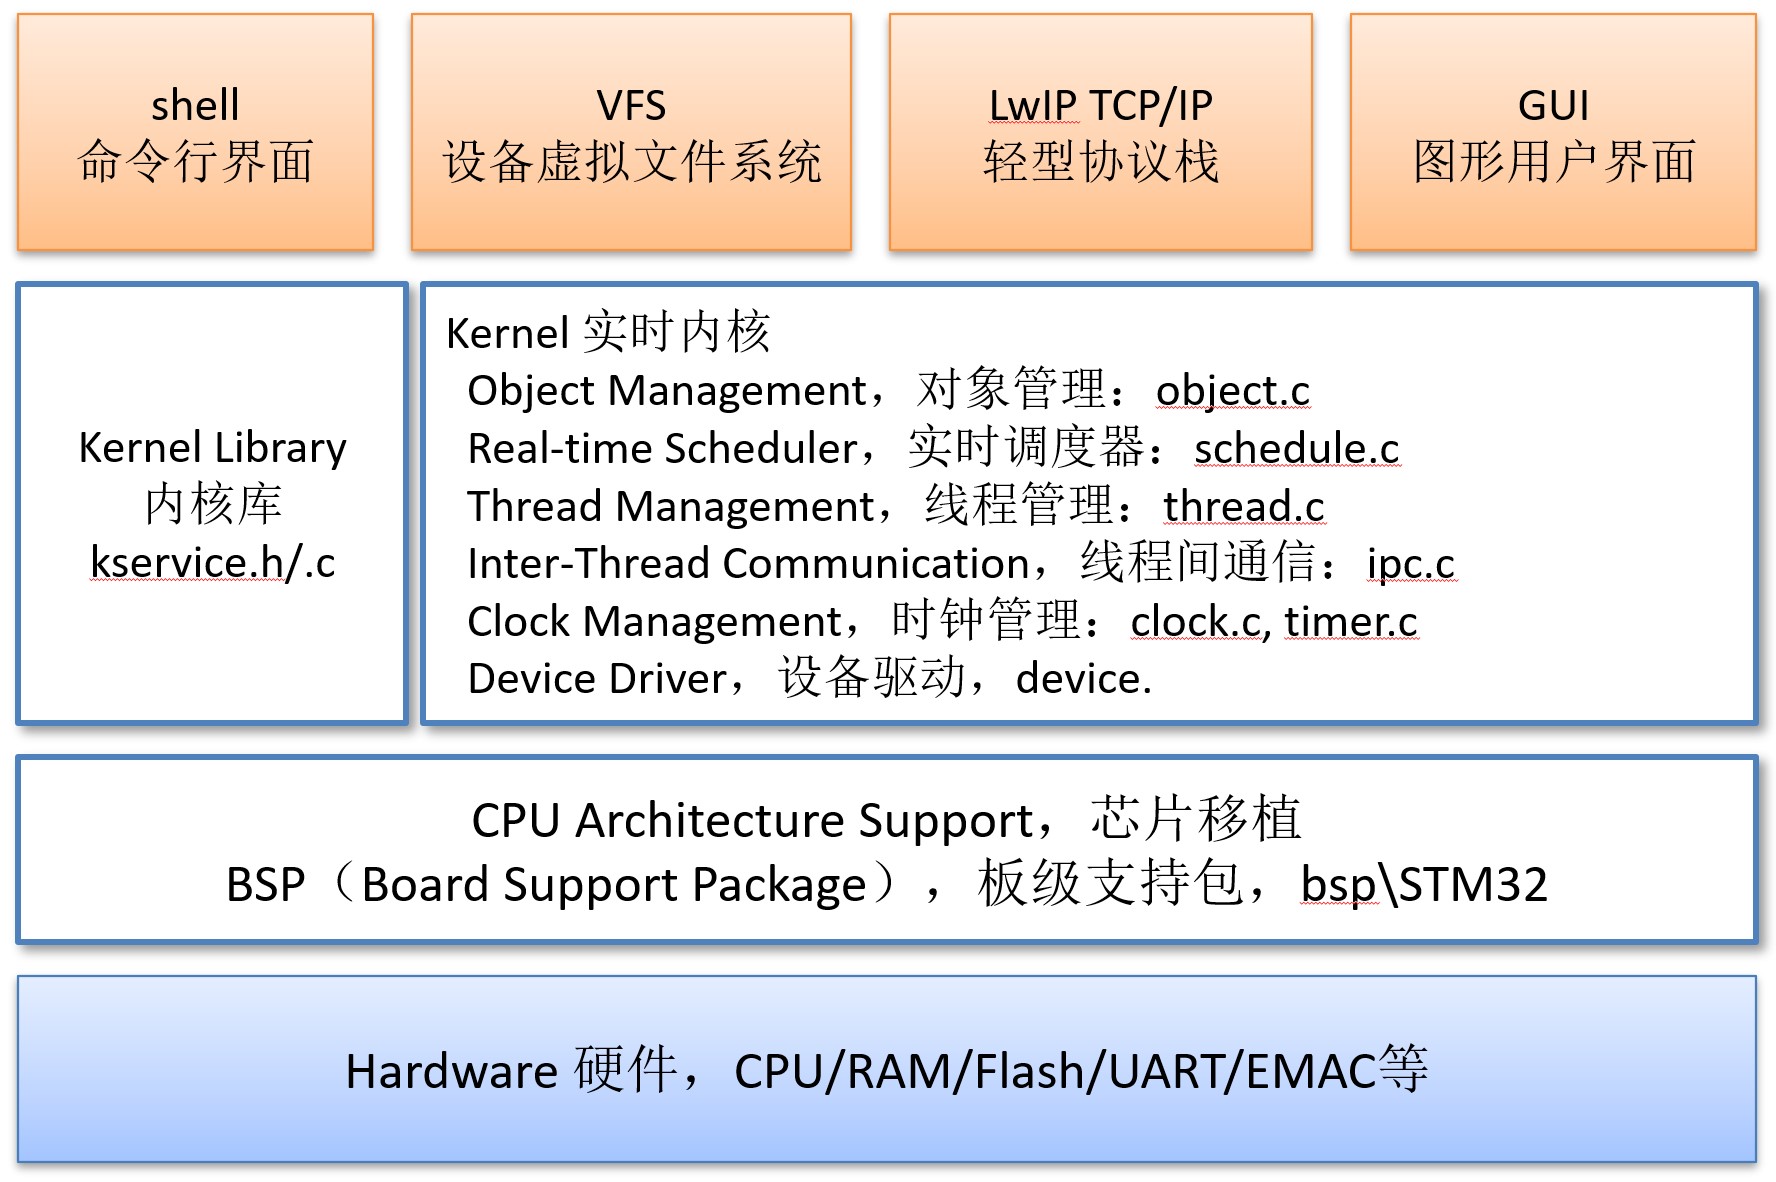 shell
命令行界面
VFS
设备虚拟文件系统
LwIP TCP/IP
轻型协议栈
GUI
图形用户界面
Kernel Library
内核库
kservice.h/.c
Kernel 实时内核
Object Management，对象管理：object.c
Real-time Scheduler，实时调度器：schedule.c
Thread Management，线程管理：thread.c
Inter-Thread Communication，线程间通信：ipc.c
Clock Management，时钟管理：clock.c, timer.c
Device Driver，设备驱动，device.
CPU Architecture Support，芯片移植
BSP（Board Support Package），板级支持包，bsp\STM32
Hardware 硬件，CPU/RAM/Flash/UART/EMAC等